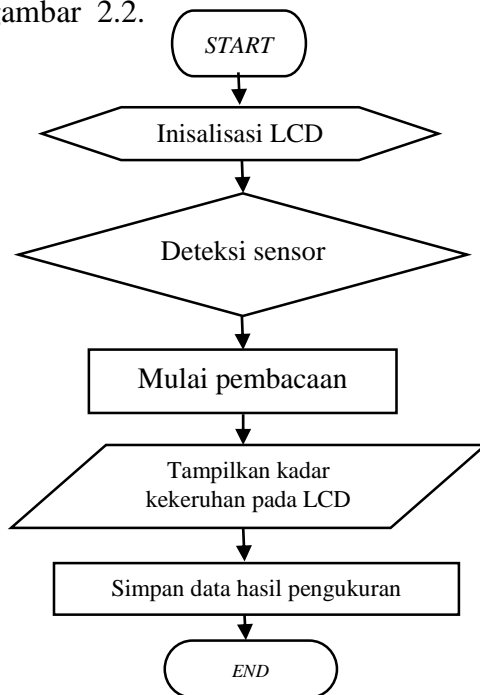 gambar 2.2.
START
Inisalisasi LCD
Deteksi sensor
Mulai pembacaan
Tampilkan kadar
kekeruhan pada LCD
Simpan data hasil pengukuran
END